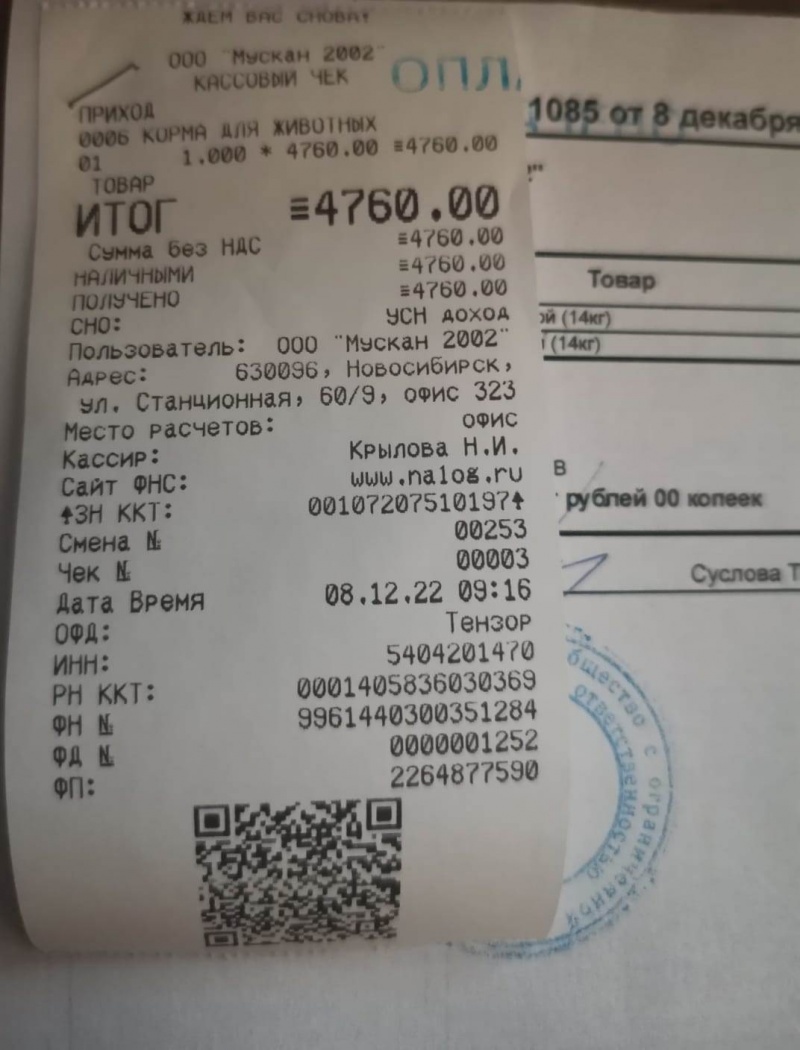 ЖДЕМ ВАС СНОВА!
ООО "Мускан 2002"
КАССОВЫЙ ЧЕК
ПРИХОД
0006 КОРМА ДЛЯ ЖИВОТНЫХ
01 1.000 * 4760.00 ≡4760.00
ТОВАР
ИТОГ ≡4760.00
Сумма без НДС ≡4760.00
НАЛИЧНЫМИ ≡4760.00
ПОЛУЧЕНО ≡4760.00
СНО: УСН доход
Пользователь: ООО "Мускан 2002"
Адрес: 630096, Новосибирск,
ул. Станционная, 60/9, офис 323
Место расчетов: офис
Кассир: Крылова Н.И.
Сайт ФНС: www.nalog.ru
↑ЗН ККТ: 00107207510197↑
Смена № 00253
Чек № 00003
Дата Время 08.12.22 09:16
ОФД: Тензор
ИНН: 5404201470
РН ККТ: 0001405836030369
ФН № 9961440300351284
ФД № 0000001252
ФП: 2264877590
1085 от 8 декабря
Товар
(14кг)
(14кг)
рублей 00 копеек
Суслова Т
бщество с ограниченной
ответственностью